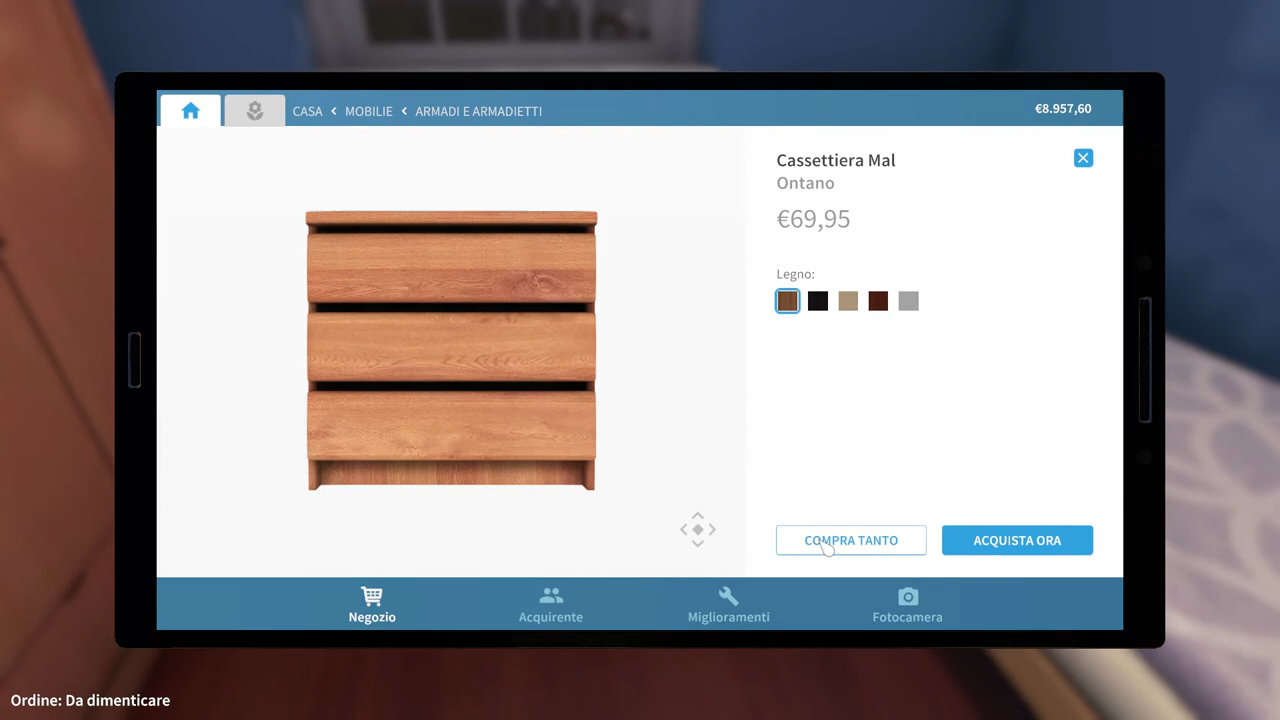 CASA < MOBILIE < ARMADI E ARMADIETTI
€8.957,60
Cassettiera Mal
Ontano
€69,95
Legno:
COMPRA TANTO
ACQUISTA ORA
Negozio
Acquirente
Miglioramenti
Fotocamera
Ordine: Da dimenticare